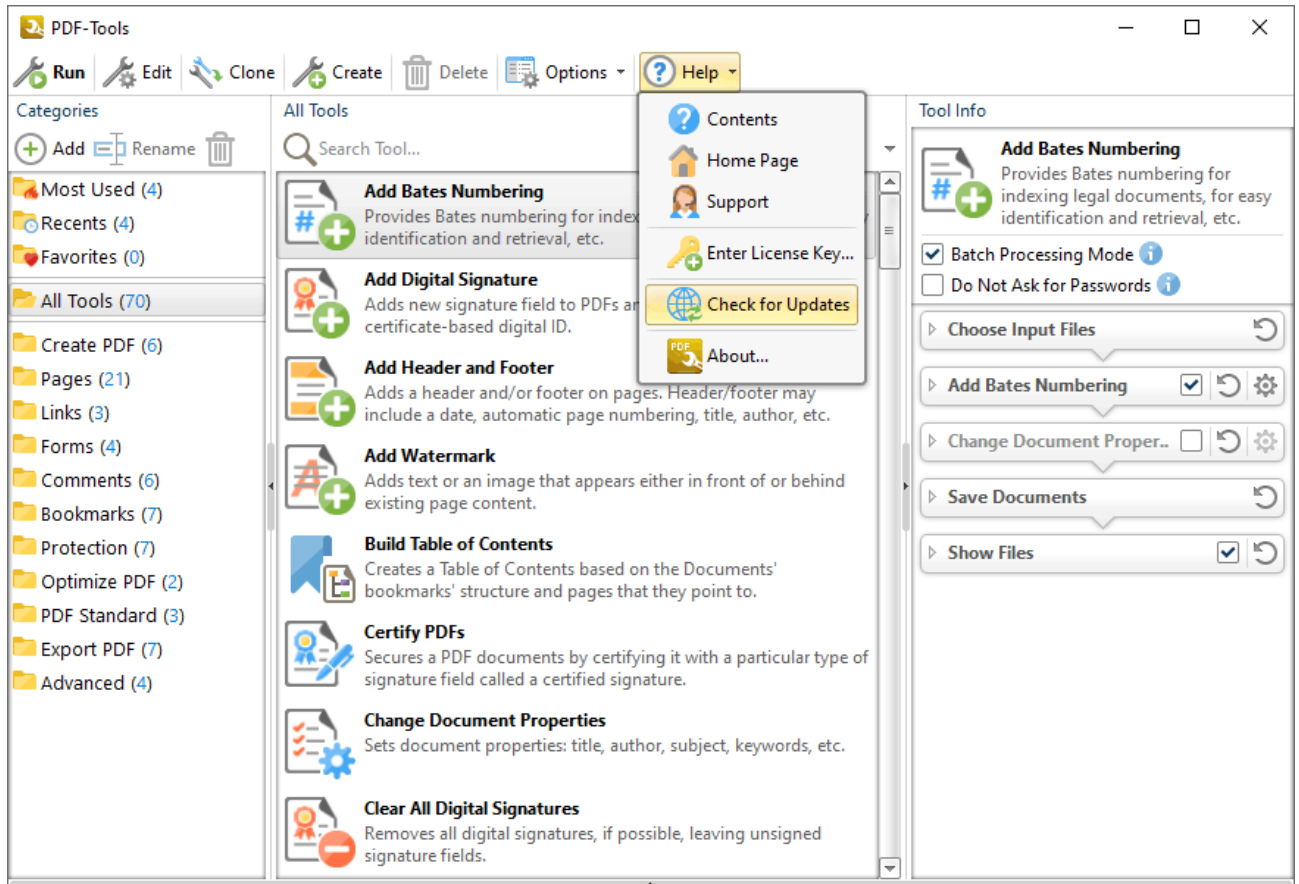 PDF-Tools
Run Edit Clone Create Delete Options Help
Categories
Add Rename
Most Used (4)
Recents (4)
Favorites (0)
All Tools (70)
Create PDF (6)
Pages (21)
Links (3)
Forms (4)
Comments (6)
Bookmarks (7)
Protection (7)
Optimize PDF (2)
PDF Standard (3)
Export PDF (7)
Advanced (4)
All Tools
Search Tool...
Add Bates Numbering
Provides Bates numbering for index
identification and retrieval, etc.
Add Digital Signature
Adds new signature field to PDFs
certificate-based digital ID.
Add Header and Footer
Adds a header and/or footer on pages. Header/footer may
include a date, automatic page numbering, title, author, etc.
Add Watermark
Adds text or an image that appears either in front of or behind
existing page content.
Build Table of Contents
Creates a Table of Contents based on the Documents'
bookmarks' structure and pages that they point to.
Certify PDFs
Secures a PDF documents by certifying it with a particular type of
signature field called a certified signature.
Change Document Properties
Sets document properties: title, author, subject, keywords, etc.
Clear All Digital Signatures
Removes all digital signatures, if possible, leaving unsigned
signature fields.
Contents
Home Page
Support
Enter License Key...
Check for Updates
PDF
About...
Tool Info
Add Bates Numbering
Provides Bates numbering for
indexing legal documents, for easy
identification and retrieval, etc.
Batch Processing Mode
Do Not Ask for Passwords
Choose Input Files
Add Bates Numbering
Change Document Proper..
Save Documents
Show Files